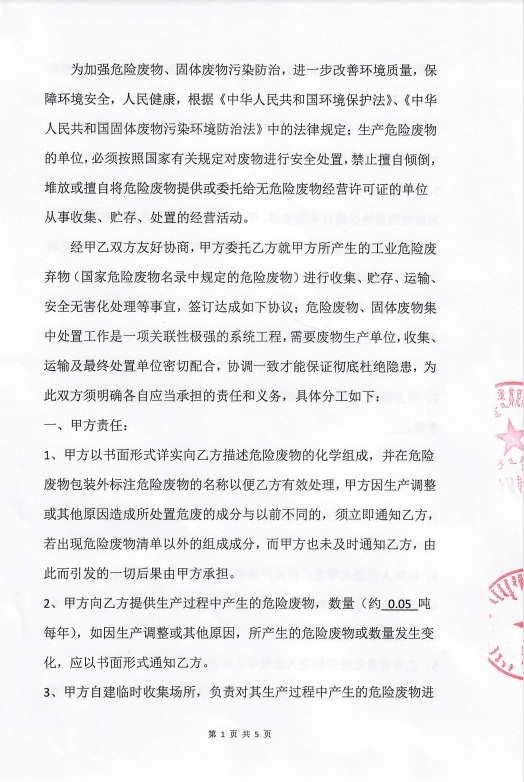 为加强危险废物、固体废物污染防治，进一步改善环境质量，保
障环境安全，人民健康，根据《中华人民共和国环境保护法》、《中华
人民共和国固体废物污染环境防治法》中的法律规定；生产危险废物
的单位，必须按照国家有关规定对废物进行安全处置，禁止擅自倾倒，
堆放或擅自将危险废物提供或委托给无危险废物经营许可证的单位
从事收集、贮存、处置的经营活动。
经甲乙双方友好协商，甲方委托乙方就甲方所产生的工业危险废
弃物（国家危险废物名录中规定的危险废物）进行收集、贮存、运输、
安全无害化处理等事宜，签订达成如下协议；危险废物、固体废物集
中处置工作是一项关联性极强的系统工程，需要废物生产单位，收集、
运输及最终处置单位密切配合，协调一致才能保证彻底杜绝隐患，为
此双方须明确各自应当承担的责任和义务，具体分工如下：
一、甲方责任：
1、甲方以书面形式详实向乙方描述危险废物的化学组成，并在危险
废物包装外标注危险废物的名称以便乙方有效处理，甲方因生产调整
或其他原因造成所处置危废的成分与以前不同的，须立即通知乙方，
若出现危险废物清单以外的组成成分，而甲方也未及时通知乙方，由
此而引发的一切后果由甲方承担。
2、甲方向乙方提供生产过程中产生的危险废物，数量（约 0.05 吨
每年），如因生产调整或其他原因，所产生的危险废物或数量发生变
化，应以书面形式通知乙方。
3、甲方自建临时收集场所，负责对其生产过程中产生的危险废物进
第 1 页 共 5 页